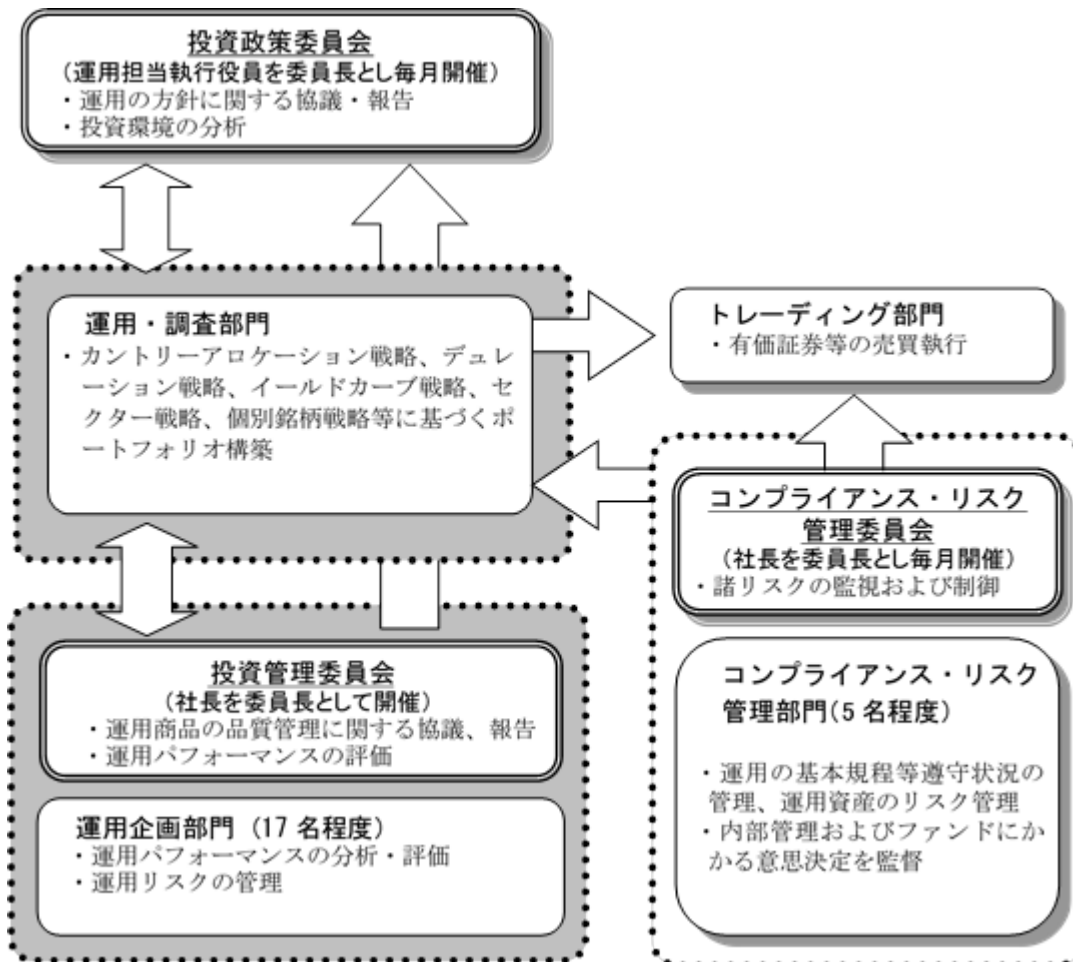 投資政策委員会
(運用担当執行役員を委員長とし毎月開催)
・運用の方針に関する協議・報告
・投資環境の分析
運用・調査部門
・カントリーアロケーション戦略、デュレ
ーション戦略、イールドカーブ戦略、セ
クター戦略、個別銘柄戦略等に基づくポ
ートフォリオ構築
トレーディング部門
・有価証券等の売買執行
コンプライアンス・リスク
管理委員会
(社長を委員長とし毎月開催)
・諸リスクの監視および制御
投資管理委員会
(社長を委員長として開催)
・運用商品の品質管理に関する協議、報告
・運用パフォーマンスの評価
運用企画部門 (17 名程度)
・運用パフォーマンスの分析・評価
・運用リスクの管理
コンプライアンス・リスク
管理部門(5 名程度)
・運用の基本規程等遵守状況の
管理、運用資産のリスク管理
・内部管理およびファンドにか
かる意思決定を監督